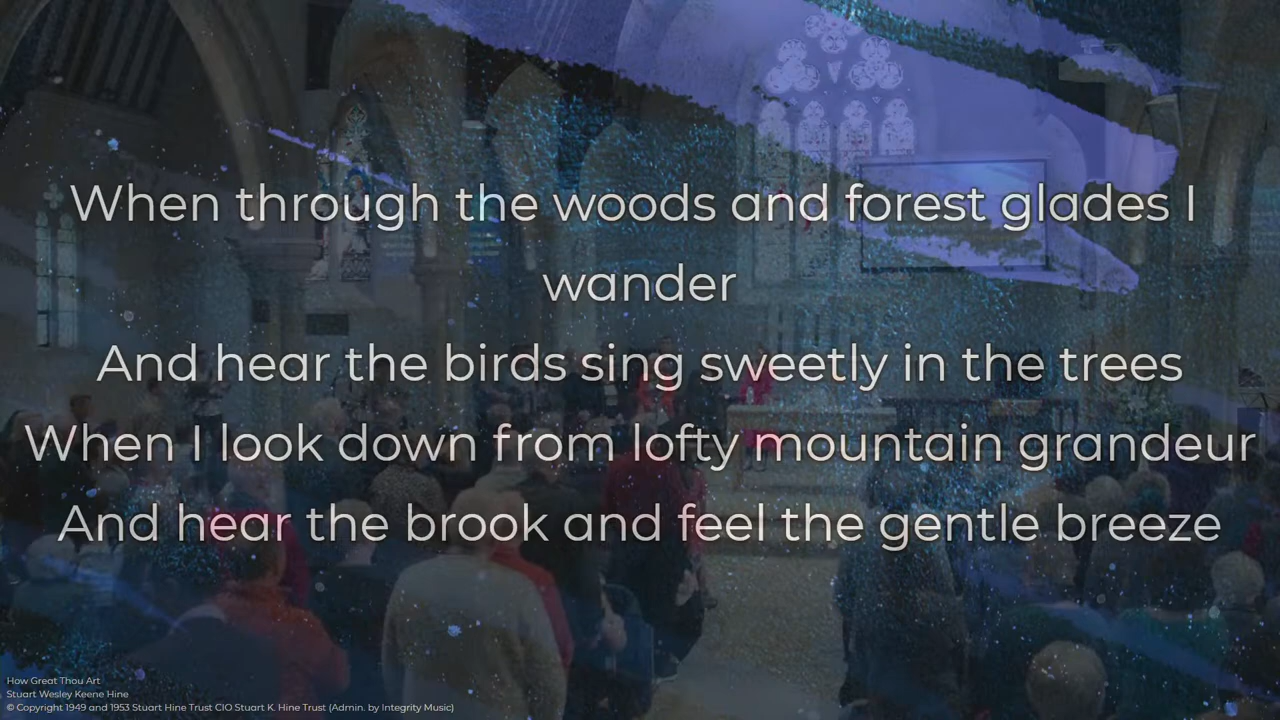 When through the woods and forest glades I
wander
And hear the birds sing sweetly in the trees
When I look down from lofty mountain grandeur
And hear the brook and feel the gentle breeze
How Great Thou Art
Stuart Wesley Keene Hine
© Copyright 1949 and 1953 Stuart Hine Trust CIO Stuart K. Hine Trust (Admin. by Integrity Music)